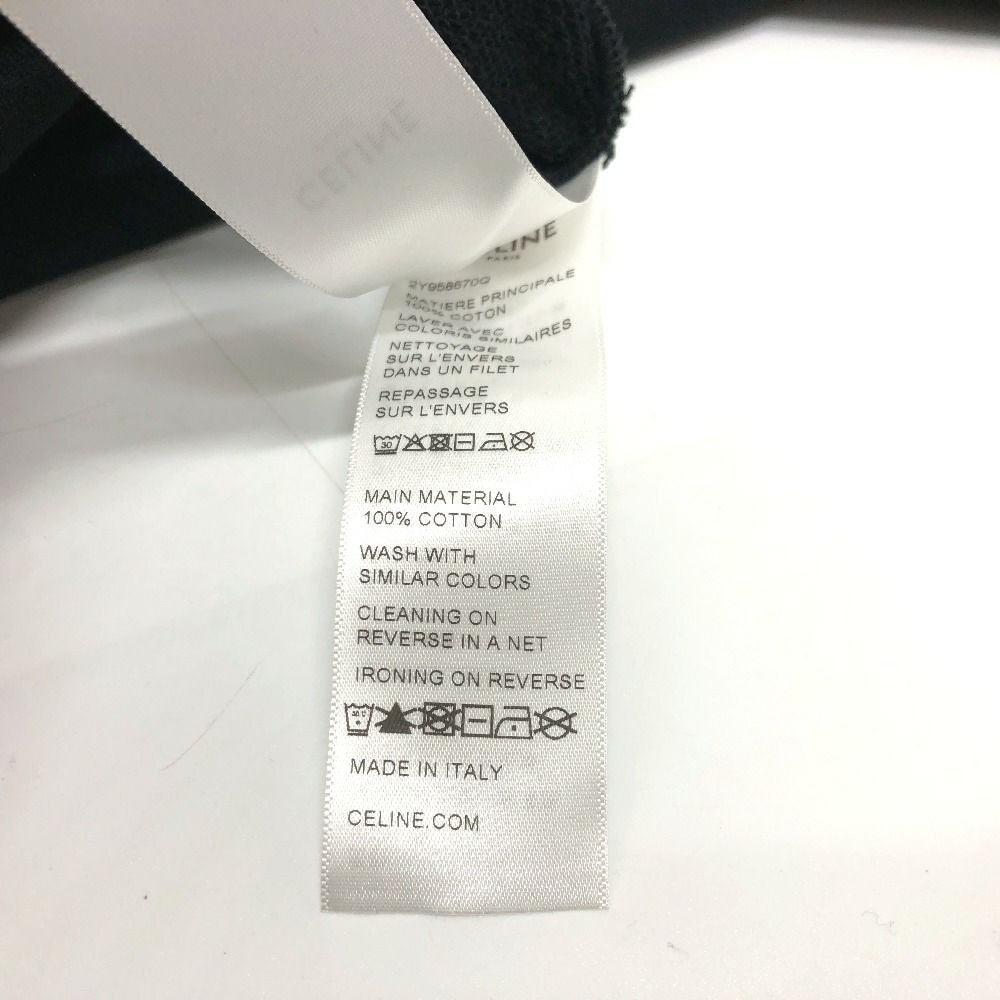 CELINE
PARIS
2Y958670Q
MATIERE PRINCIPALE
100% COTON
LAVER AVEC
COLORIS SIMILAIRES
NETTOYAGE
SUR L'ENVERS
DANS UN FILET
REPASSAGE
SUR L'ENVERS
30
MAIN MATERIAL
100% COTTON
WASH WITH
SIMILAR COLORS
CLEANING ON
REVERSE IN A NET
IRONING ON REVERSE
MADE IN ITALY
CELINE.COM